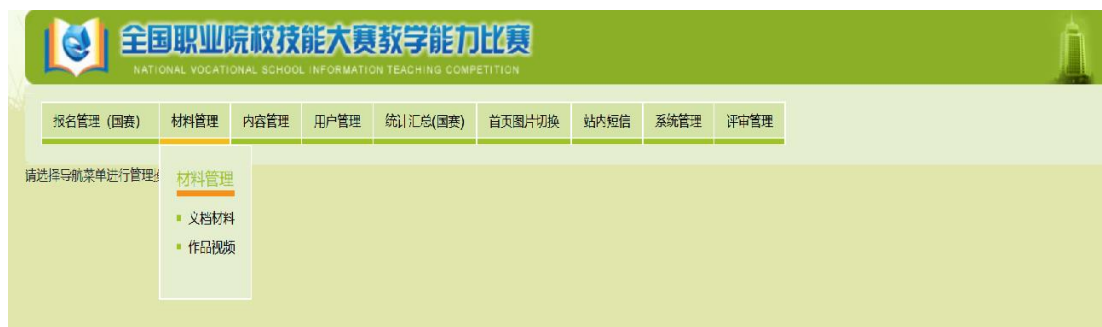 全国职业院校技能大赛教学能力比赛
NATIONAL VOCATIONAL SCHOOL INFORMATION TEACHING COMPETITION
报名管理（国赛） 材料管理 内容管理 用户管理 统计汇总(国赛) 首页图片切换 站内短信 系统管理 评审管理
请选择导航菜单进行管理
材料管理
文档材料
作品视频